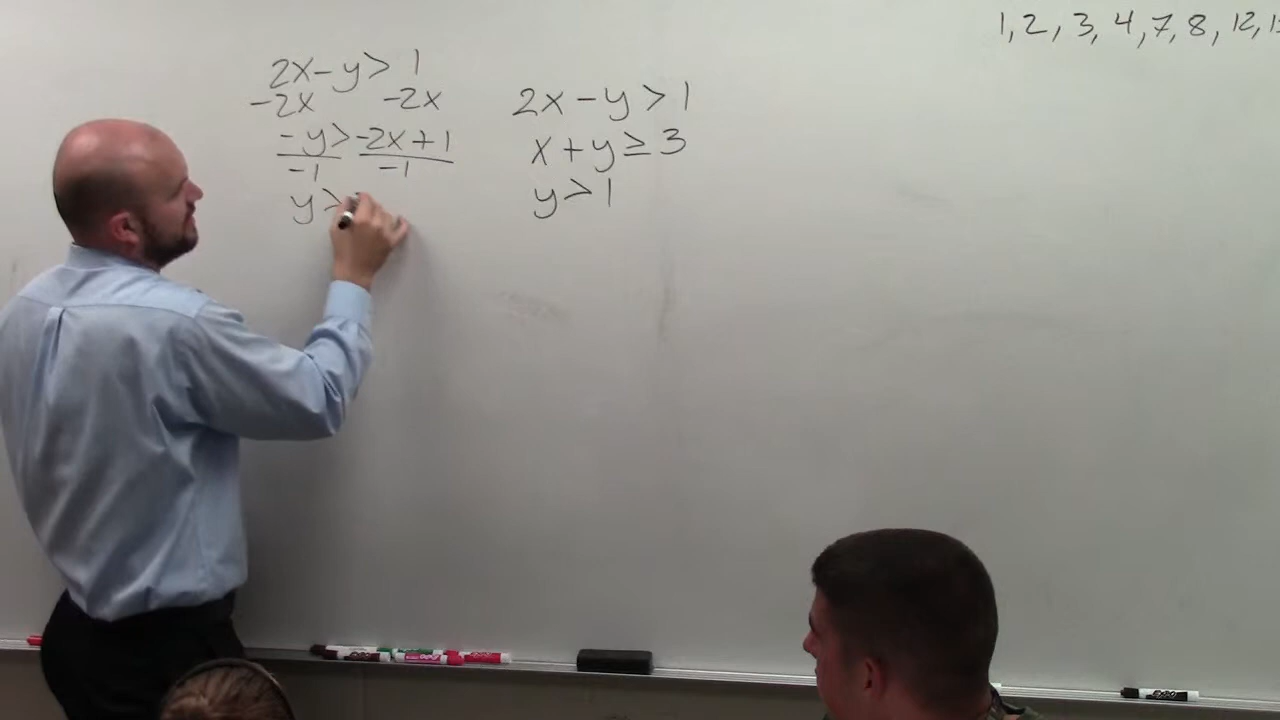 1, 2, 3, 4, 7, 8, 12, 1
2x-y> 1
-2x -2x
-y>-2x+1
-1 -1
y>
2x-y>1
x+y≥3
y>1